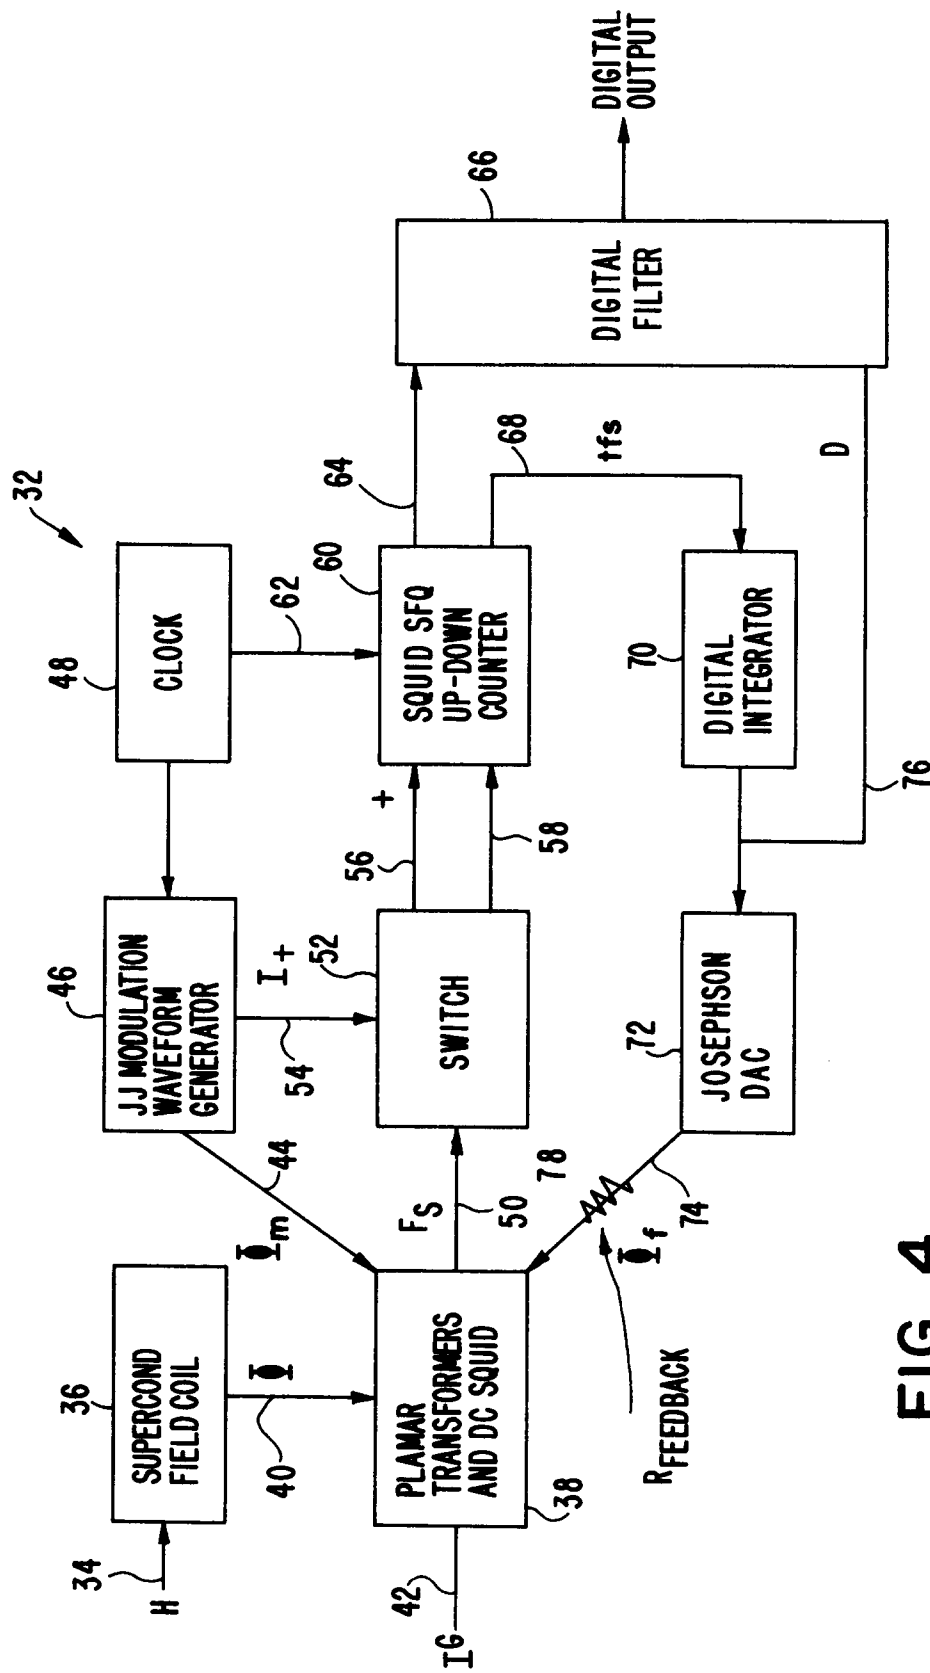 32
H
34
36
SUPERCOND
FIELD COIL
40
Φ
IG
42
PLAMAR
TRANSFORMERS
AND DC SQUID
38
Φm
44
46
JJ MODULATION
WAVEFORM
GENERATOR
48
CLOCK
I+
54
62
FS
50
52
SWITCH
56
+
58
60
SQUID SFQ
UP-DOWN
COUNTER
64
66
DIGITAL
FILTER
DIGITAL
OUTPUT
68
tfs
70
DIGITAL
INTEGRATOR
D
76
72
JOSEPHSON
DAC
74
78
Φf
RFEEDBACK
FIG. 4